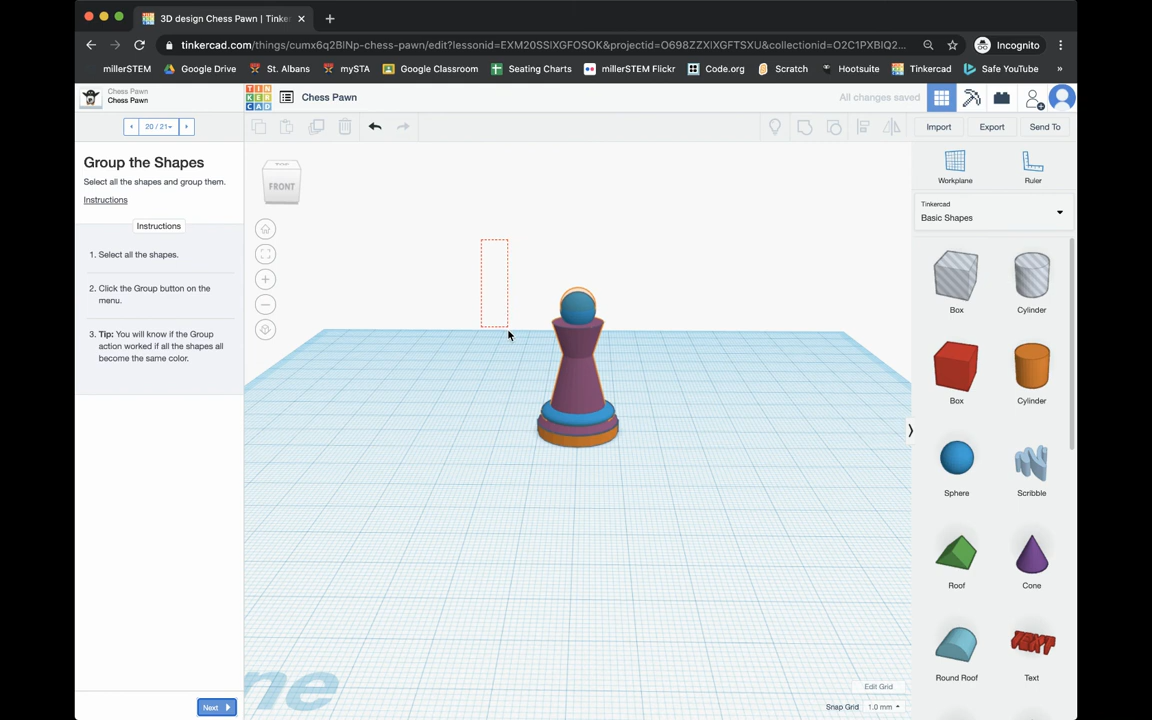 3D design Chess Pawn | Tinker
tinkercad.com/things/cumx6q2BlNp-chess-pawn/edit?lessonid=EXM20SSIXGFOSOK&projectid=O698ZZXIXGFTSXU&collectionid=O2C1PXBIQ2...
Incognito
millerSTEM
Google Drive
St. Albans
mySTA
Google Classroom
Seating Charts
millerSTEM Flickr
Code.org
Scratch
Hootsuite
Tinkercad
Safe YouTube
»
Chess Pawn
Chess Pawn
TIN
KER
CAD
Chess Pawn
All changes saved
20 / 21
Import
Export
Send To
Group the Shapes
Select all the shapes and group them.
Instructions
Instructions
1. Select all the shapes.
2. Click the Group button on the
menu.
3. Tip: You will know if the Group
action worked if all the shapes all
become the same color.
Next
FRONT
Workplane
Ruler
Tinkercad
Basic Shapes
Box
Cylinder
Box
Cylinder
Sphere
Scribble
Roof
Cone
TEXT
Round Roof
Text
ne
Edit Grid
Snap Grid
1.0 mm